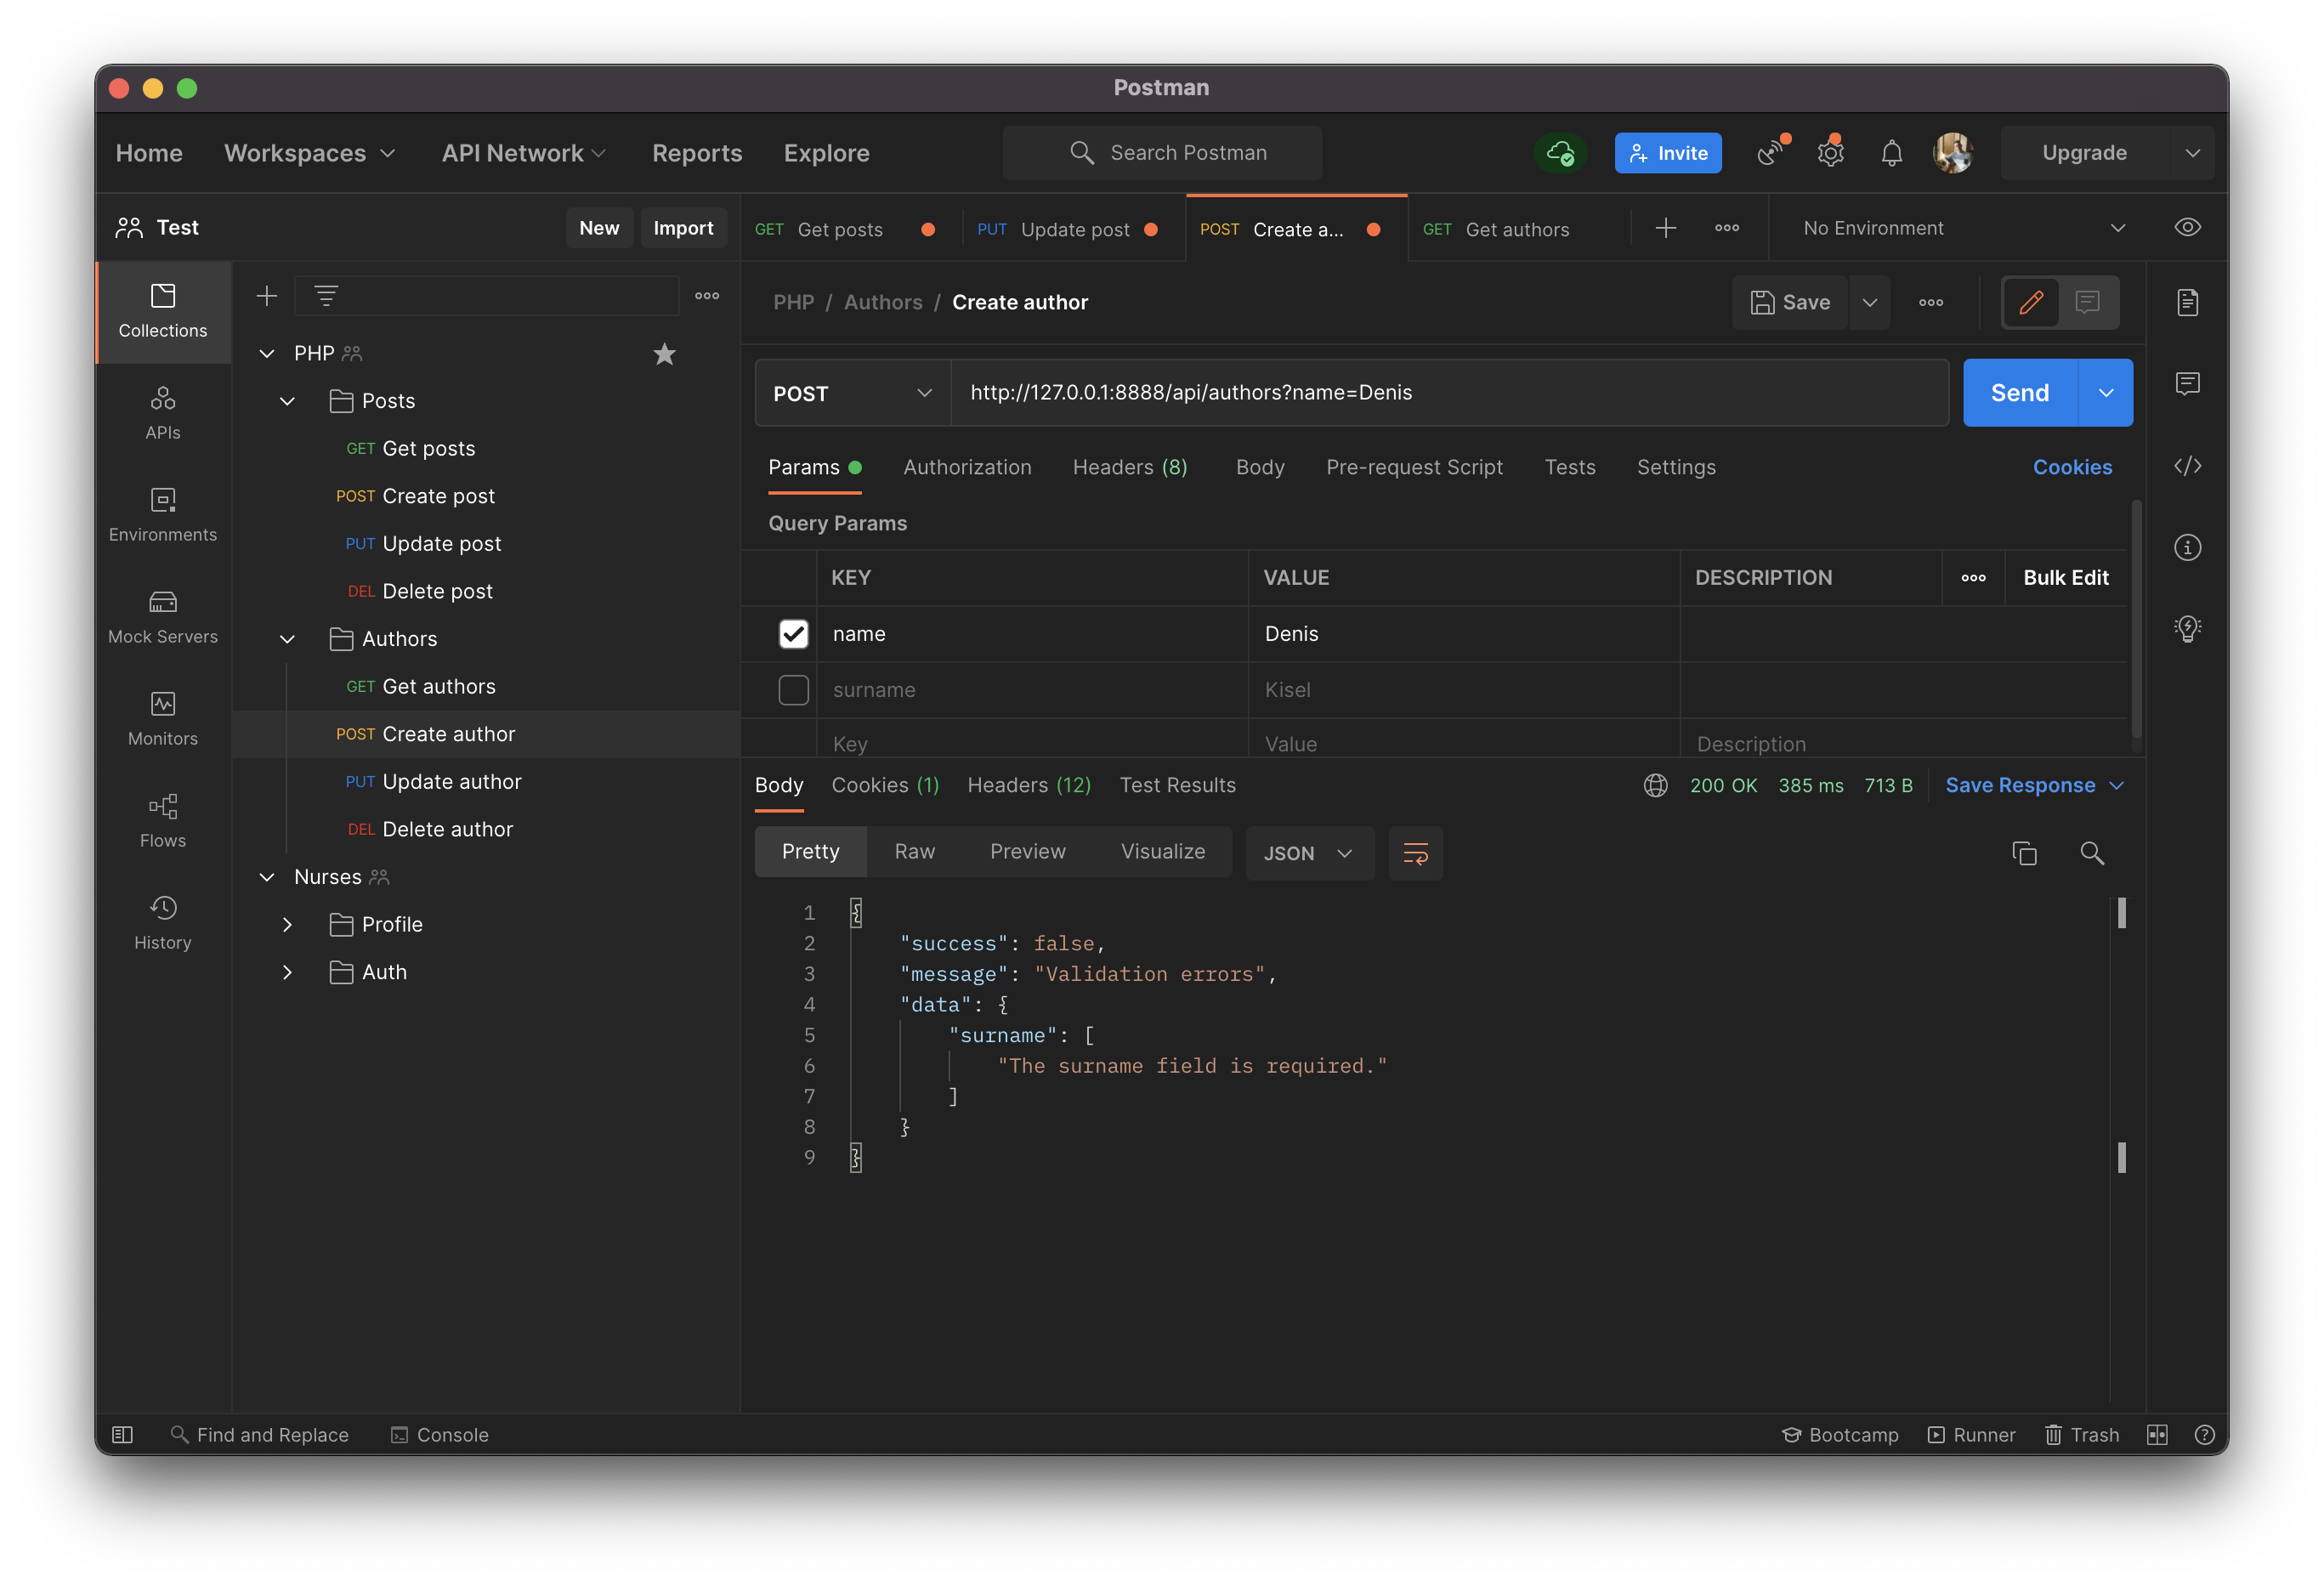 Postman
Home Workspaces API Network Reports Explore Search Postman Invite Upgrade
Test New Import
GET Get posts PUT Update post POST Create a... GET Get authors No Environment
Collections
APIs
Environments
Mock Servers
Monitors
Flows
History
PHP
Posts
GET Get posts
POST Create post
PUT Update post
DEL Delete post
Authors
GET Get authors
POST Create author
PUT Update author
DEL Delete author
Nurses
Profile
Auth
PHP / Authors / Create author Save
POST http://127.0.0.1:8888/api/authors?name=Denis Send
Params Authorization Headers (8) Body Pre-request Script Tests Settings Cookies
Query Params
KEY VALUE DESCRIPTION Bulk Edit
name Denis
surname Kisel
Key Value Description
Body Cookies (1) Headers (12) Test Results 200 OK 385 ms 713 B Save Response
Pretty Raw Preview Visualize JSON
1 {
2 "success": false,
3 "message": "Validation errors",
4 "data": {
5 "surname": [
6 "The surname field is required."
7 ]
8 }
9 }
Find and Replace Console Bootcamp Runner Trash